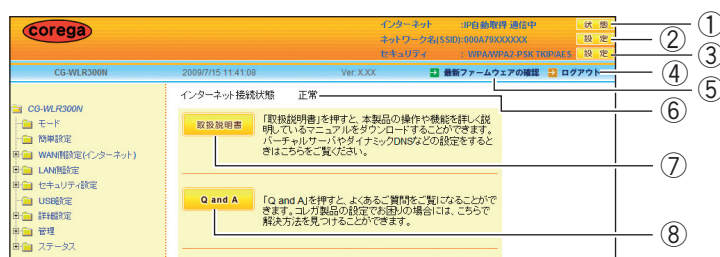 corega
インターネット :IP自動取得 通信中 状 態 ①
ネットワーク名(SSID):000A79XXXXXX 設 定 ②
セキュリティ : WPA/WPA2-PSK TKIP/AES 設 定 ③
CG-WLR300N 2009/7/15 11:41:08 Ver.X.XX 最新ファームウェアの確認 ログアウト ④
⑤
インターネット接続状態 正常 ⑥
CG-WLR300N
モード
簡単設定
WAN側設定(インターネット)
LAN側設定
セキュリティ設定
USB設定
詳細設定
管理
ステータス
取扱説明書
「取扱説明書」を押すと、本製品の操作や機能を詳しく説
明しているマニュアルをダウンロードすることができます。
バーチャルサーバやダイナミックDNSなどの設定をすると
きはこちらをご覧ください。
⑦
Q and A
「Q and A」を押すと、よくあるご質問をご覧になることがで
きます。コレガ製品の設定でお困りの場合には、こちらで
解決方法を見つけることができます。
⑧